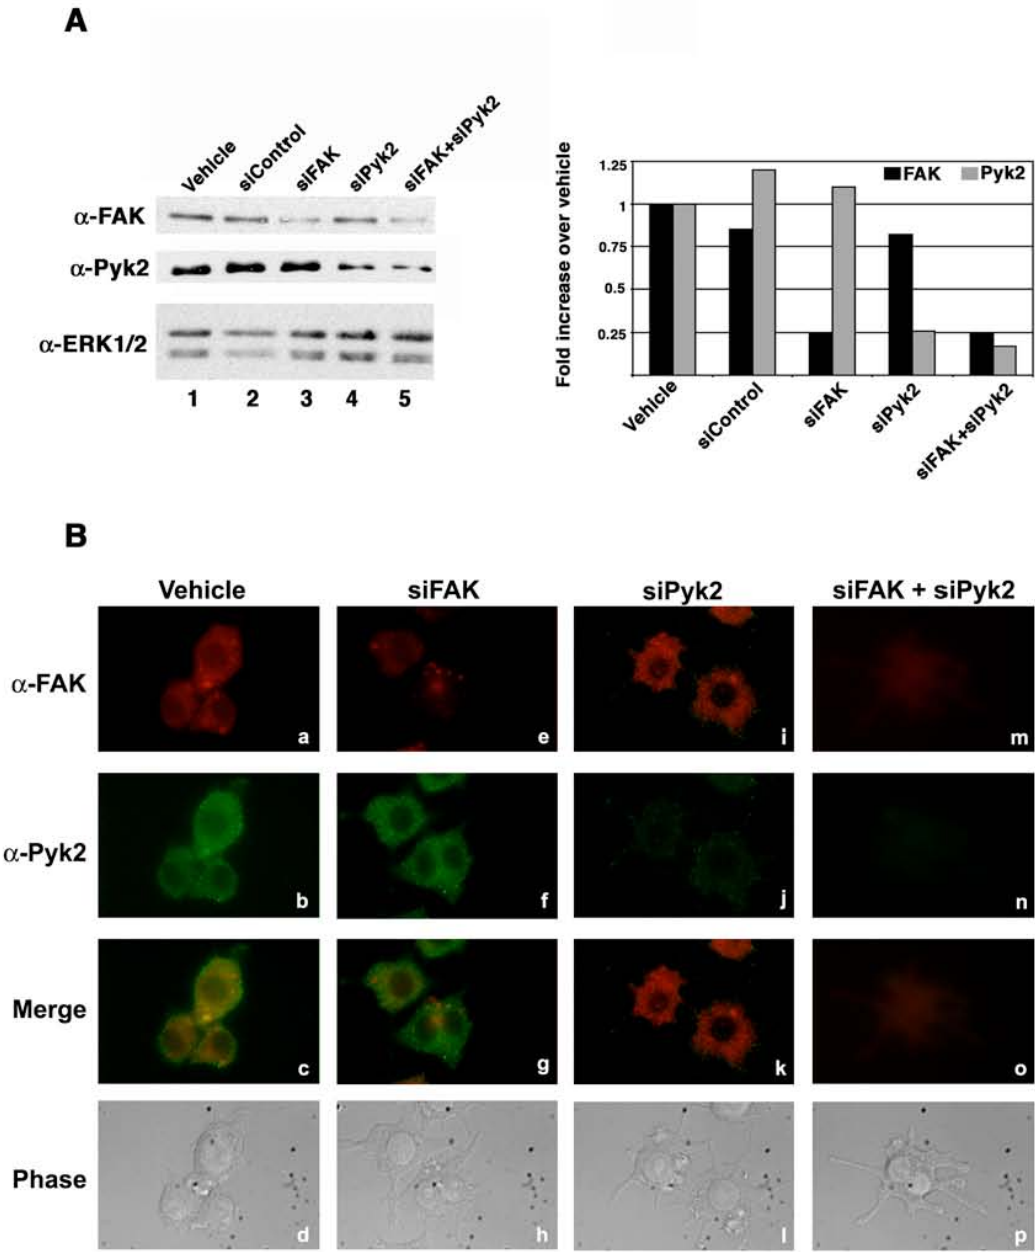 A
Vehicle
siControl
siFAK
siPyk2
siFAK+siPyk2
α-FAK
α-Pyk2
α-ERK1/2
1 2 3 4 5
Fold increase over vehicle
1.25
1
0.75
0.5
0.25
FAK Pyk2
Vehicle
siControl
siFAK
siPyk2
siFAK+siPyk2
B
Vehicle siFAK siPyk2 siFAK + siPyk2
α-FAK
a e i m
α-Pyk2
b f j n
Merge
c g k o
Phase
d h l p